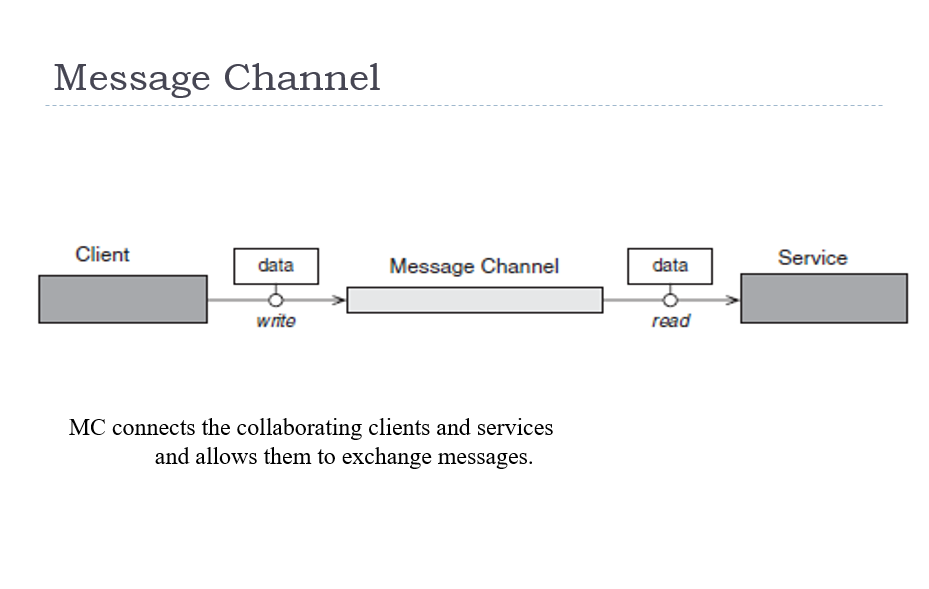 Message Channel
Client
data
Message Channel
data
Service
write
read
MC connects the collaborating clients and services
and allows them to exchange messages.